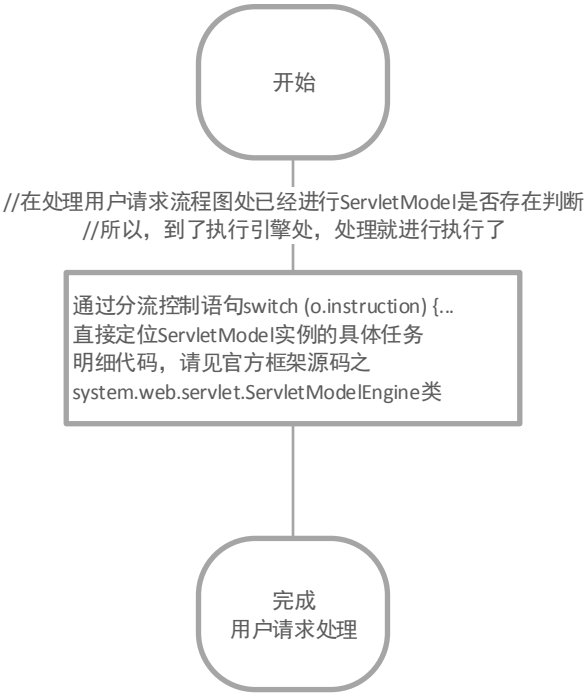 开始
//在处理用户请求流程图处已经进行ServletModel是否存在判断
//所以，到了执行引擎处，处理就进行执行了
通过分流控制语句switch (o.instruction) {...
直接定位ServletModel实例的具体任务
明细代码，请见官方框架源码之
system.web.servlet.ServletModelEngine类
完成
用户请求处理